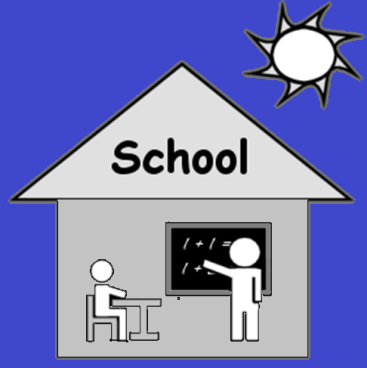 School
1 + 1 =
1 +